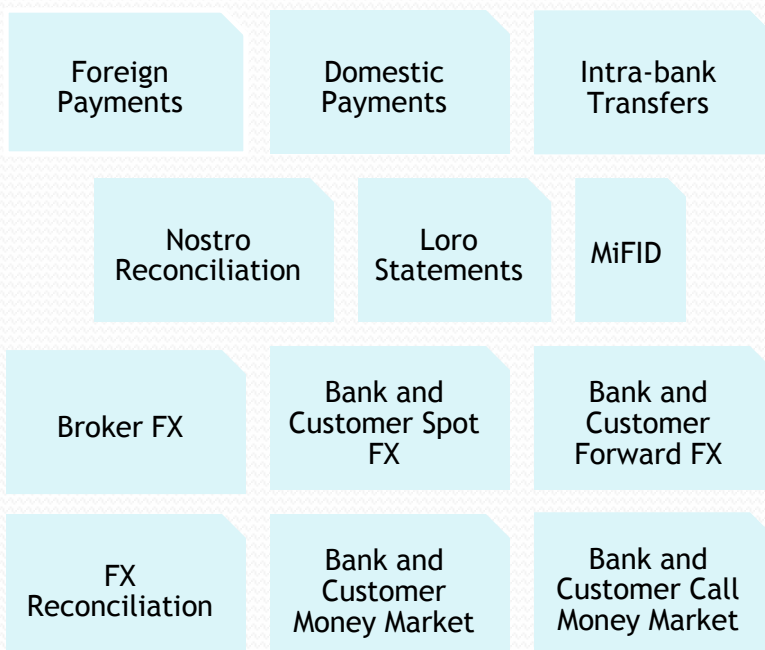 Foreign
Payments
Domestic
Payments
Intra-bank
Transfers
Nostro
Reconciliation
Loro
Statements
MiFID
Broker FX
Bank and
Customer Spot
FX
Bank and
Customer
Forward FX
FX
Reconciliation
Bank and
Customer
Money Market
Bank and
Customer Call
Money Market